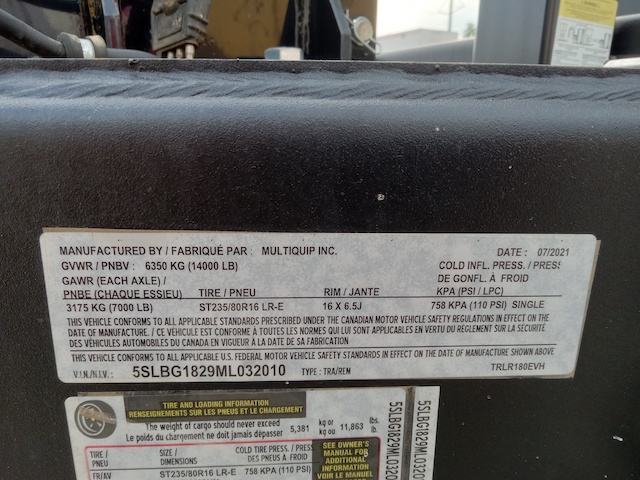 MANUFACTURED BY / FABRIQUÉ PAR : MULTIQUIP INC. DATE : 07/2021
GVWR / PNBV : 6350 KG (14000 LB) COLD INFL. PRESS. / PRESS
GAWR (EACH AXLE) / DE GONFL. À FROID
PNBE (CHAQUE ESSIEU) TIRE / PNEU RIM / JANTE KPA (PSI / LPC)
3175 KG (7000 LB) ST235/80R16 LR-E 16 X 6.5J 758 KPA (110 PSI) SINGLE
THIS VEHICLE CONFORMS TO ALL APPLICABLE STANDARDS PRESCRIBED UNDER THE CANADIAN MOTOR VEHICLE SAFETY REGULATIONS IN EFFECT ON THE
DATE OF MANUFACTURE. / CE VÉHICULE EST CONFORME À TOUTES LES NORMES QUI LUI SONT APPLICABLES EN VERTU DU RÈGLEMENT SUR LA SÉCURITÉ
DES VÉHICULES AUTOMOBILES DU CANADA EN VIGUEUR À LA DATE DE SA FABRICATION
THIS VEHICLE CONFORMS TO ALL APPLICABLE U.S. FEDERAL MOTOR VEHICLE SAFETY STANDARDS IN EFFECT ON THE DATE OF MANUFACTURE SHOWN ABOVE.
V.I.N./N.I.V.: 5SLBG1829ML032010 TYPE : TRA/REM TRLR180EVH
TIRE AND LOADING INFORMATION
RENSEIGNEMENTS SUR LES PNEUS ET LE CHARGEMENT
The weight of cargo should never exceed 5,381 kg or 11,863 lbs.
Le poids du chargement ne doit jamais dépasser kg ou lb.
TIRE / SIZE / COLD TIRE PRESS. /
PNEU DIMENSIONS PRESS. DES PNEUS À FROID
FR/AV ST235/80R16 LR-E 758 KPA (110 PSI)
SEE OWNER'S
MANUAL FOR
ADDITIONAL
INFORMATION
VOIR LE MANUEL
5SLBG1829ML0320
5SLBG1829ML0320